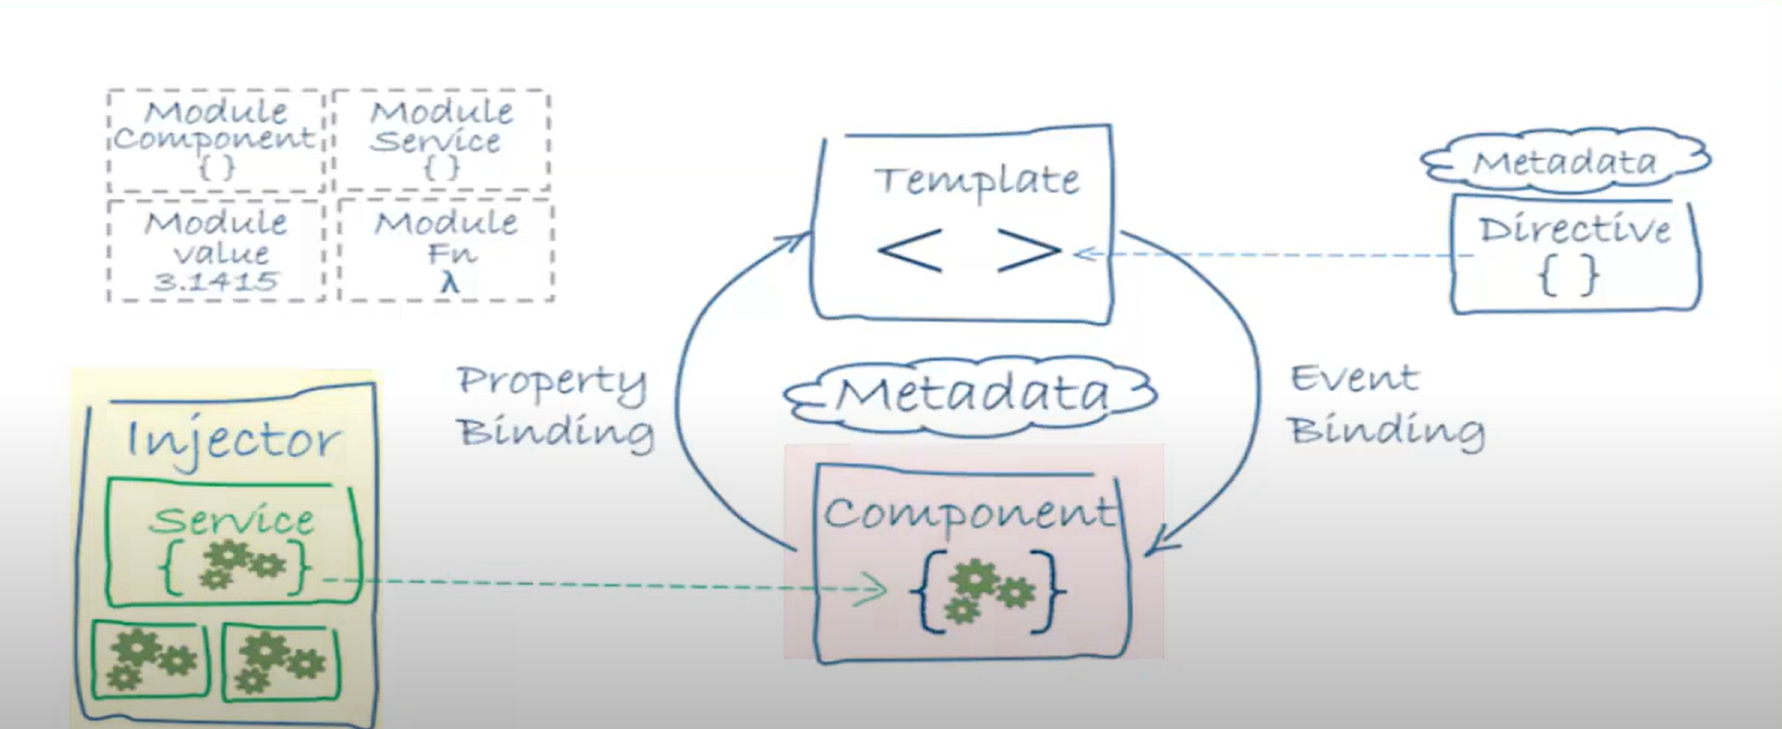 Module
Component
{ }
Module
Service
{ }
Module
value
3.1415
Module
Fn
λ
Template
< >
Metadata
Directive
{ }
Property
Binding
Metadata
Event
Binding
Injector
Service
{ }
Component
{ }